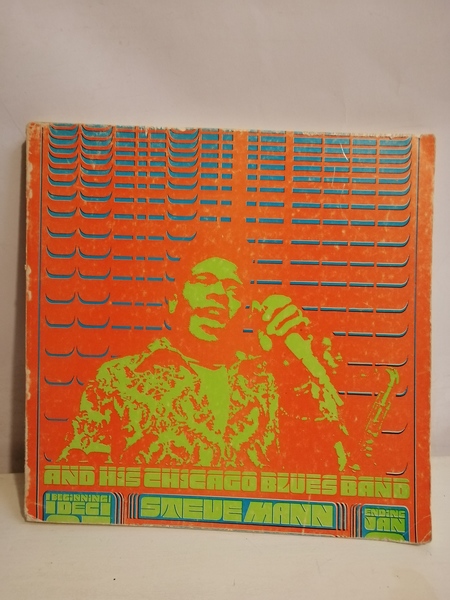 AND HIS CHICAGO BLUES BAND
BEGINNING
DEC
STEVE MANN
ENDING
JAN